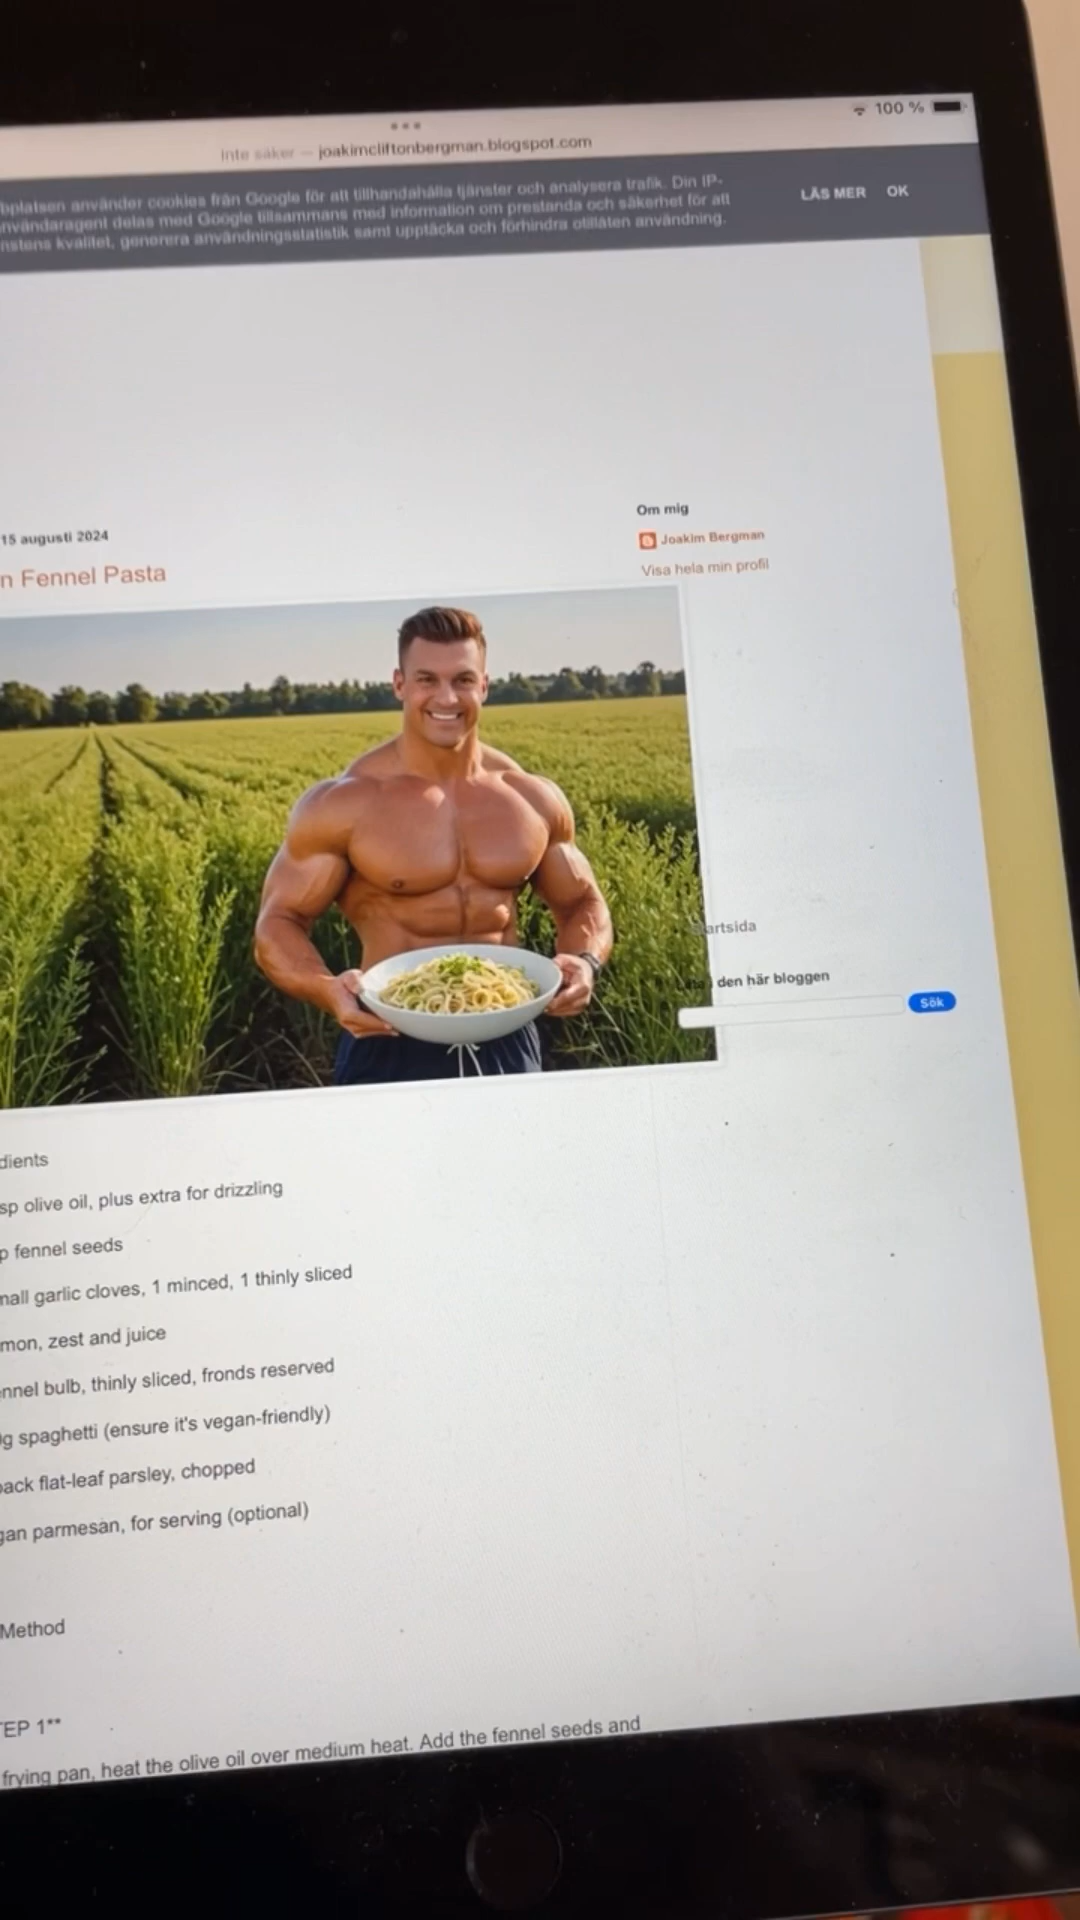 100 %
Inte säker — joakimcliftonbergman.blogspot.com
bplatsen använder cookies från Google för att tillhandahålla tjänster och analysera trafik. Din IP-
nvändaragent delas med Google tillsammans med information om prestanda och säkerhet för att
nstens kvalitet, generera användningsstatistik samt upptäcka och förhindra otillåten användning.
LÄS MER OK
15 augusti 2024
n Fennel Pasta
Om mig
Joakim Bergman
Visa hela min profil
artsida
den här bloggen
Sök
dients
sp olive oil, plus extra for drizzling
p fennel seeds
mall garlic cloves, 1 minced, 1 thinly sliced
mon, zest and juice
ennel bulb, thinly sliced, fronds reserved
g spaghetti (ensure it's vegan-friendly)
pack flat-leaf parsley, chopped
gan parmesan, for serving (optional)
Method
TEP 1**
frying pan, heat the olive oil over medium heat. Add the fennel seeds and